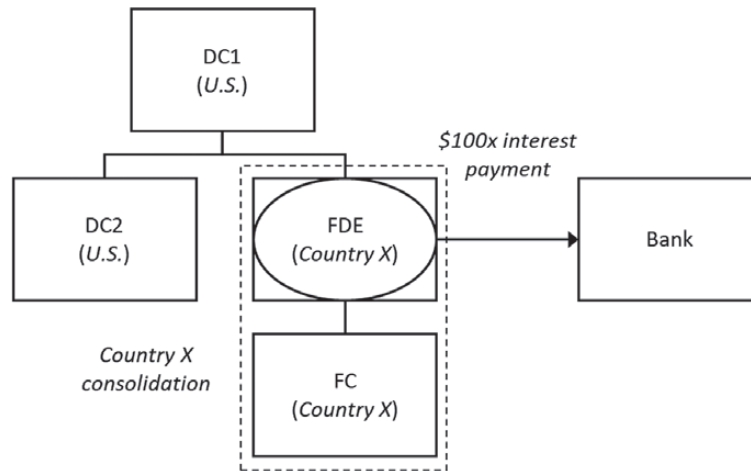 DC1
(U.S.)
$100x interest
payment
DC2
(U.S.)
FDE
(Country X)
Bank
Country X
consolidation
FC
(Country X)